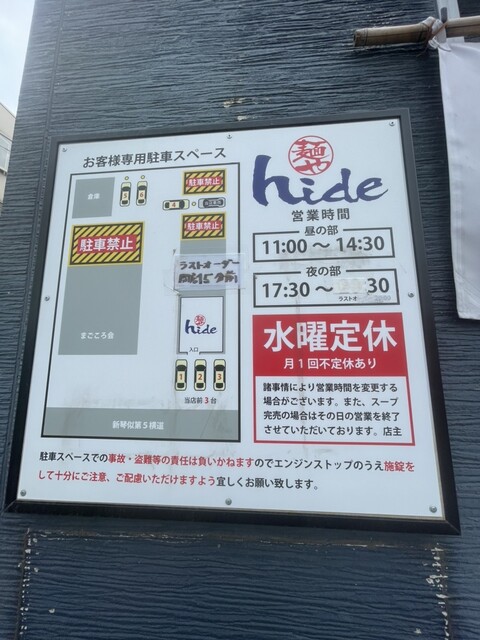 お客様専用駐車スペース
倉庫
5
6
駐車禁止
4
駐車禁止
駐車禁止
ラストオーダー
閉店15分前
まごころ会
麺や
hide
入口
1 2 3
当店前3台
新琴似第5横道
麺や
hide
営業時間
昼の部
11:00～14:30
夜の部
17:30～ :30
ラストオ
水曜定休
月1回不定休あり
諸事情により営業時間を変更する
場合がございます。また、スープ
完売の場合はその日の営業を終了
させていただいております。店主
駐車スペースでの事故・盗難等の責任は負いかねますのでエンジンストップのうえ施錠を
して十分にご注意、ご配慮いただけますよう宜しくお願い致します。